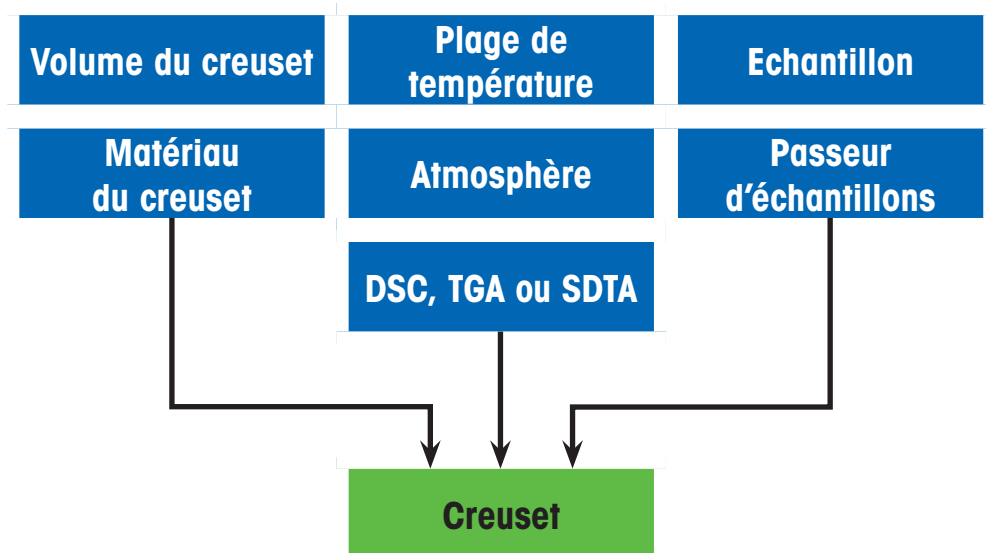 Volume du creuset
Plage de
température
Echantillon
Matériau
du creuset
Atmosphère
Passeur
d'échantillons
DSC, TGA ou SDTA
Creuset